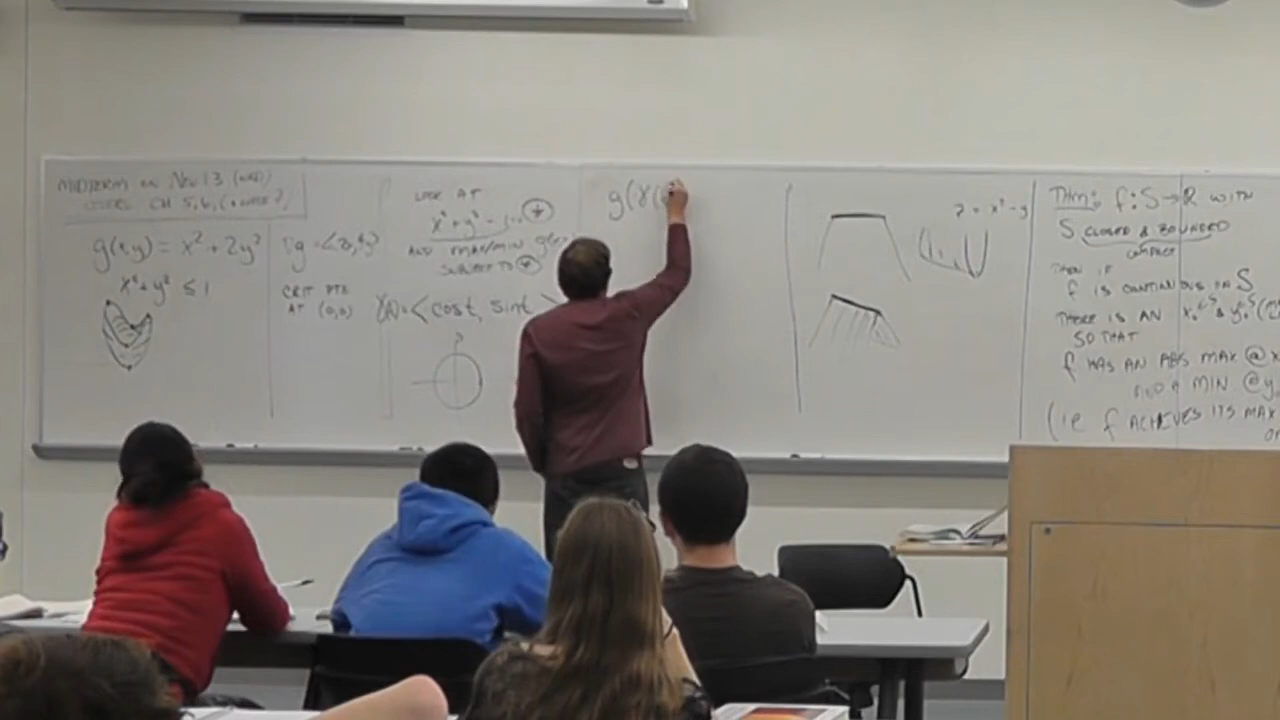 MIDTERM ON NOV 13 (WED)
COVERS CH 5, 6,
g(x,y) = x² + 2y²
x² + y² ≤ 1
∇g = <2x, 4y>
CRIT PTS
AT (0,0)
LOOK AT
x² + y² - 1 = 0 *
AND MAX/MIN g(x,y)
SUBJECT TO *
γ(t) = < cos t, sin t >
g(γ(
z = x² - y
THM: f: S → R WITH
S CLOSED & BOUNDED
COMPACT
THEN IF
f IS CONTINUOUS ON S
THERE IS AN x₀ ∈ S & y₀ ∈ S
SO THAT
f HAS AN ABS MAX @ x
AND A MIN @ y
(i.e. f ACHIEVES ITS MAX